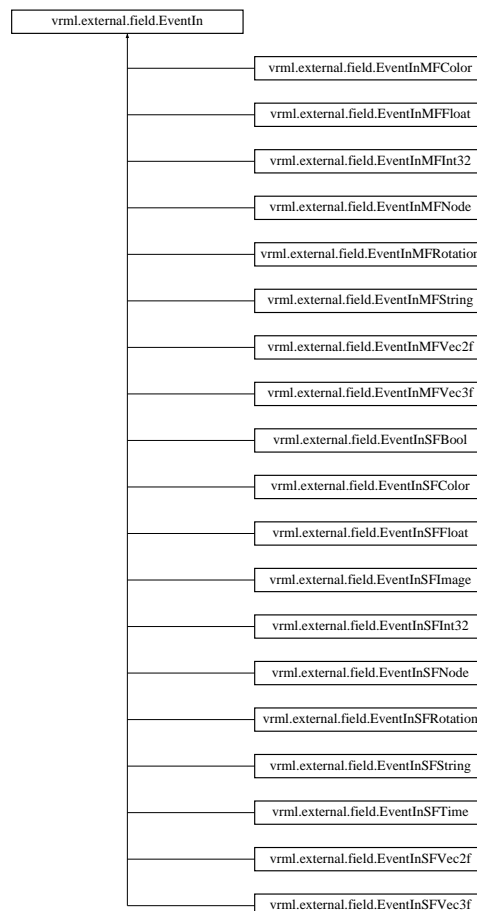 vrml.external.field.EventIn
vrml.external.field.EventInMFColor
vrml.external.field.EventInMFFloat
vrml.external.field.EventInMFInt32
vrml.external.field.EventInMFNode
vrml.external.field.EventInMFRotation
vrml.external.field.EventInMFString
vrml.external.field.EventInMFVec2f
vrml.external.field.EventInMFVec3f
vrml.external.field.EventInSFBool
vrml.external.field.EventInSFColor
vrml.external.field.EventInSFFloat
vrml.external.field.EventInSFImage
vrml.external.field.EventInSFInt32
vrml.external.field.EventInSFNode
vrml.external.field.EventInSFRotation
vrml.external.field.EventInSFString
vrml.external.field.EventInSFTime
vrml.external.field.EventInSFVec2f
vrml.external.field.EventInSFVec3f